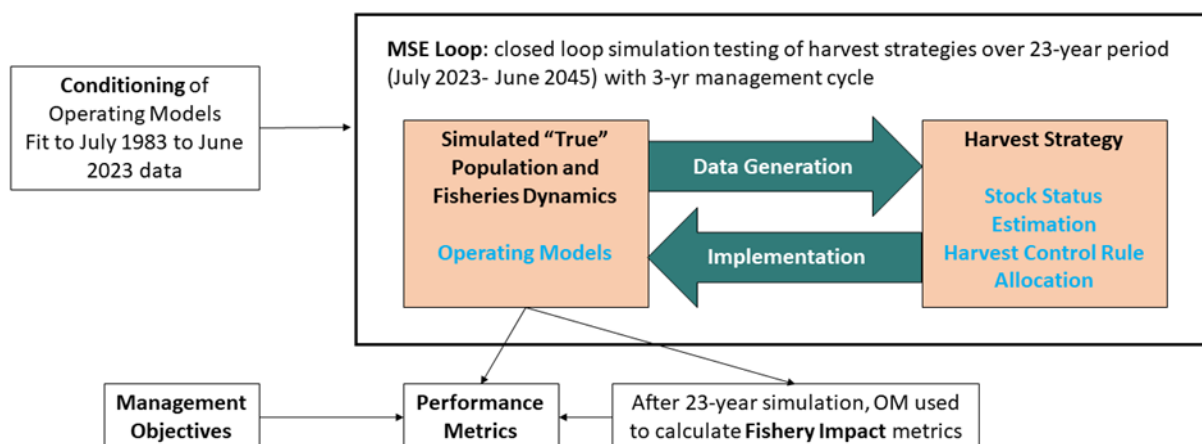 MSE Loop: closed loop simulation testing of harvest strategies over 23-year period
(July 2023- June 2045) with 3-yr management cycle
Conditioning of
Operating Models
Fit to July 1983 to June
2023 data
Simulated “True”
Population and
Fisheries Dynamics
Operating Models
Data Generation
Implementation
Harvest Strategy
Stock Status
Estimation
Harvest Control Rule
Allocation
Management
Objectives
Performance
Metrics
After 23-year simulation, OM used
to calculate Fishery Impact metrics